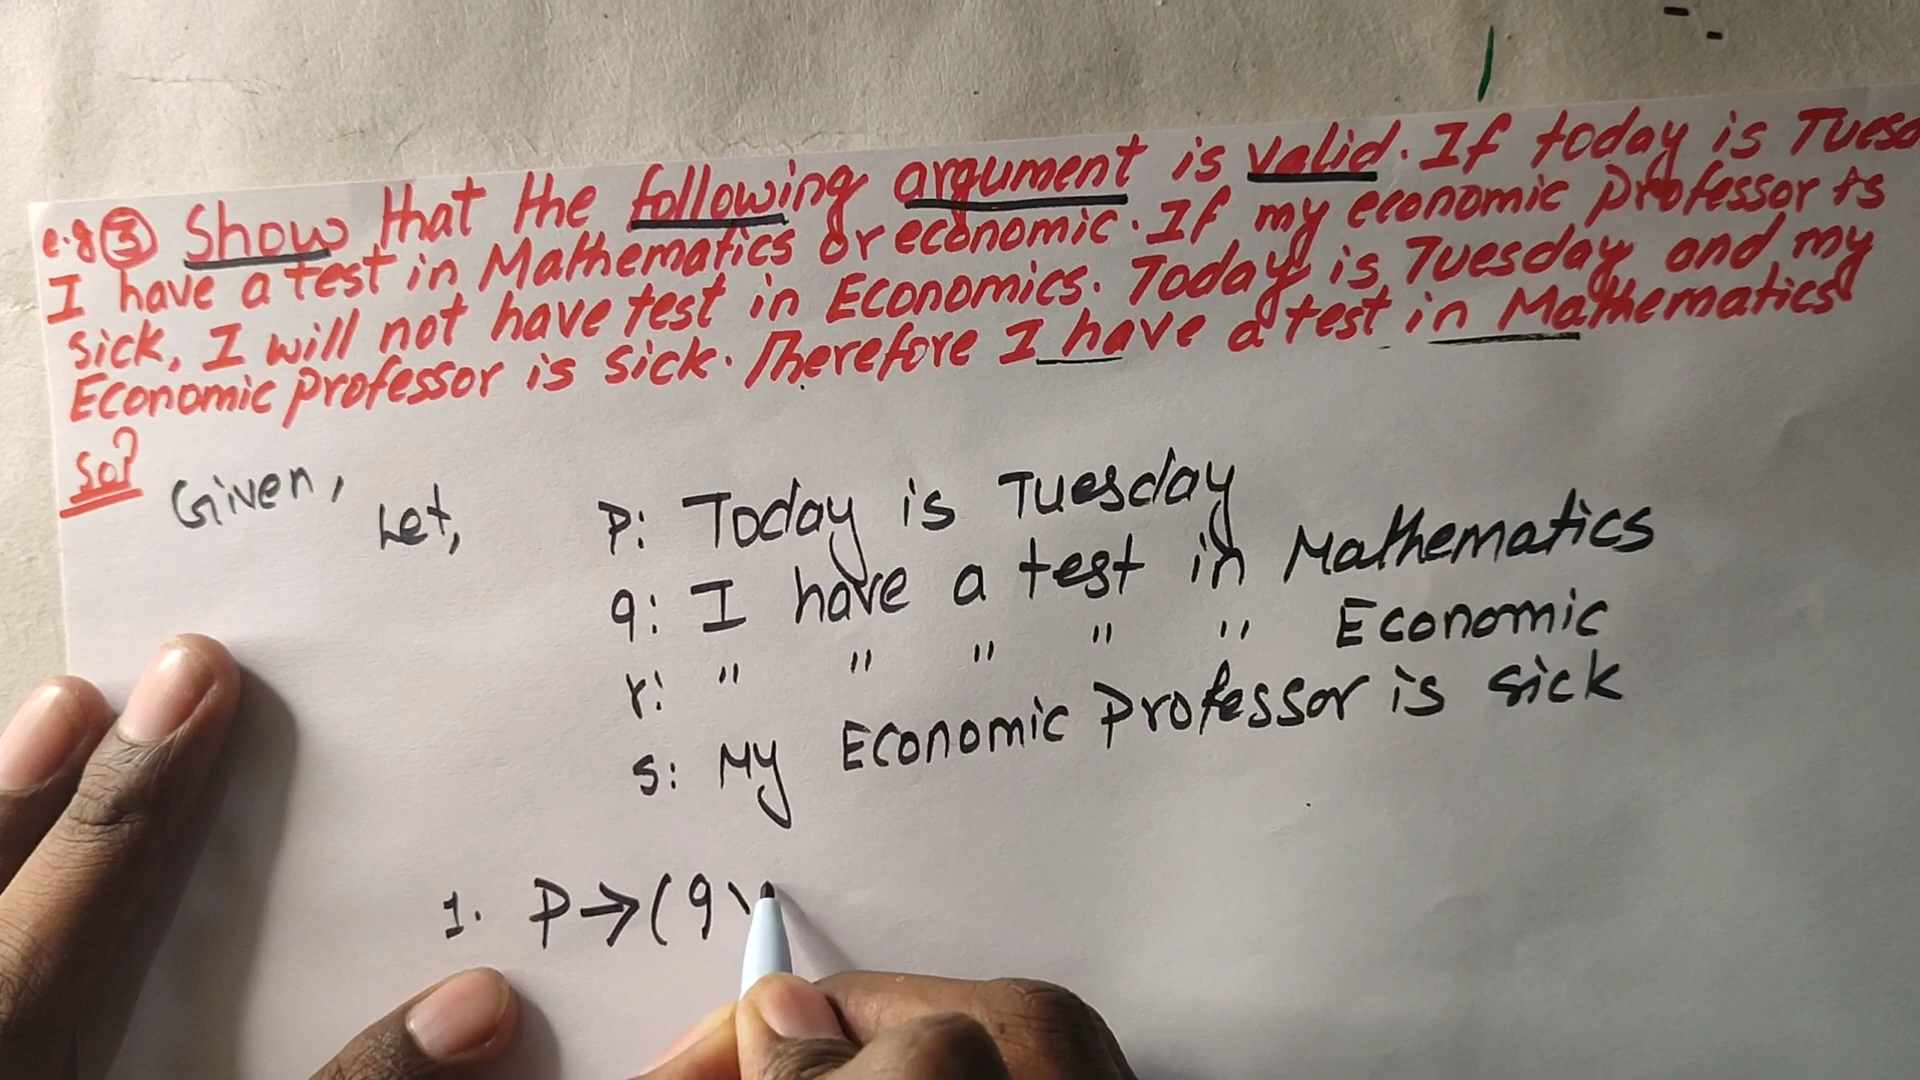 e.g ③ Show that the following argument is valid. If today is Tuesd
I have a test in Mathematics or economic. If my economic professor is
sick, I will not have test in Economics. Today is Tuesday and my
Economic professor is sick. Therefore I have a test in Mathematics
Sol
Given, Let, p: Today is Tuesday
q: I have a test in Mathematics
r: " " " " " Economic
s: My Economic Professor is sick
1. P→(q∨